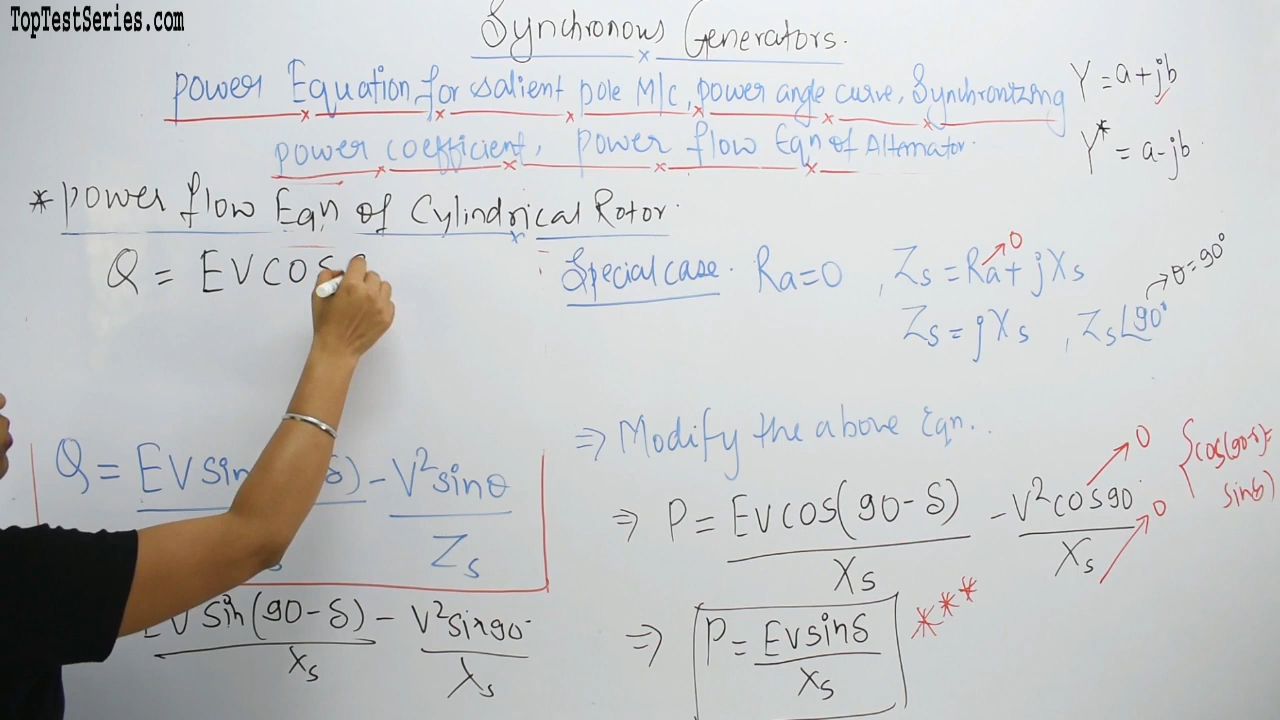 TopTestSeries.com
Synchronous Generators.
Power Equation for salient pole M/c, power angle curve, Synchronizing
power coefficient, power flow Eqn of Alternator.
Y = a+jb
Y* = a-jb
* Power flow Eqn of Cylindrical Rotor.
Q = EVCOS
Q = EVsin δ) - V²sinθ
Zs
EV Sin(90-δ) - V²sin90
Xs Xs
Special case. Ra=0 , Zs = Ra+jXs
0
Zs = jXs , Zs∠90° → θ=90°
⇒ Modify the above Eqn..
⇒ P = EVcos(90-δ) - V²cos90
Xs Xs
0 0
{cos(90-δ)=
sinδ)
⇒ P = EVsinδ ***
Xs